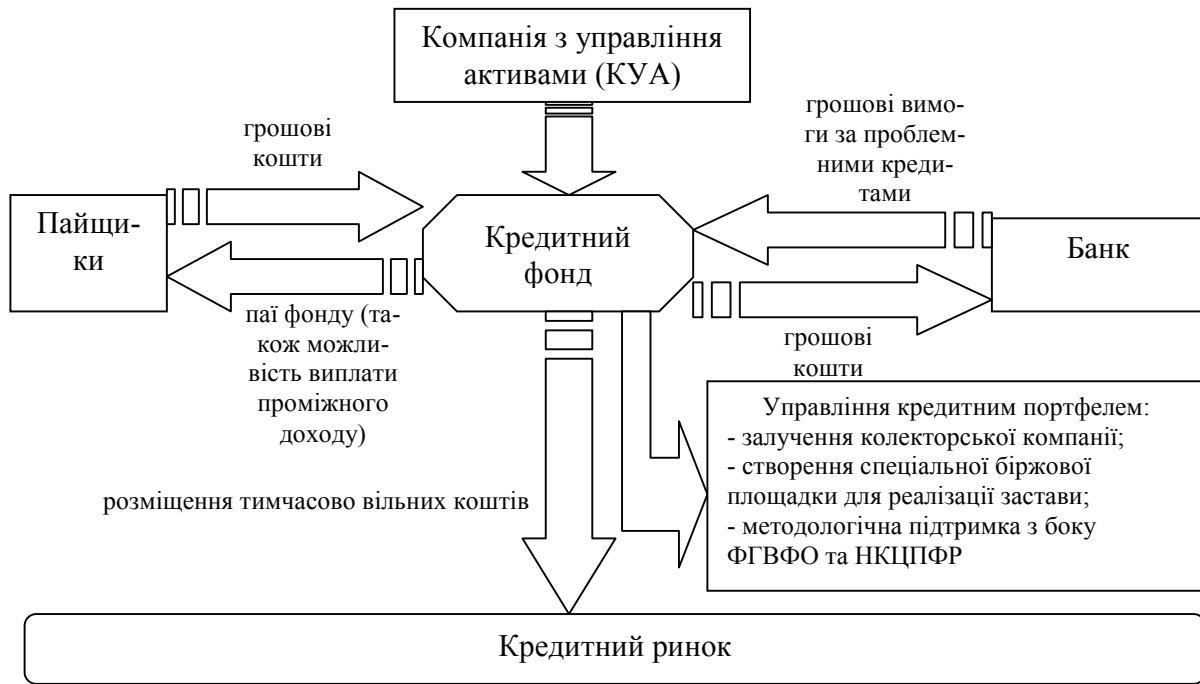 Компанія з управління
активами (КУА)
грошові
кошти
грошові вимо-
ги за проблем-
ними креди-
тами
Пайщи-
ки
Кредитний
фонд
Банк
паї фонду (та-
кож можли-
вість виплати
проміжного
доходу)
грошові
кошти
Управління кредитним портфелем:
- залучення колекторської компанії;
- створення спеціальної біржової
площадки для реалізації застави;
- методологічна підтримка з боку
ФГВФО та НКЦПФР
розміщення тимчасово вільних коштів
Кредитний ринок